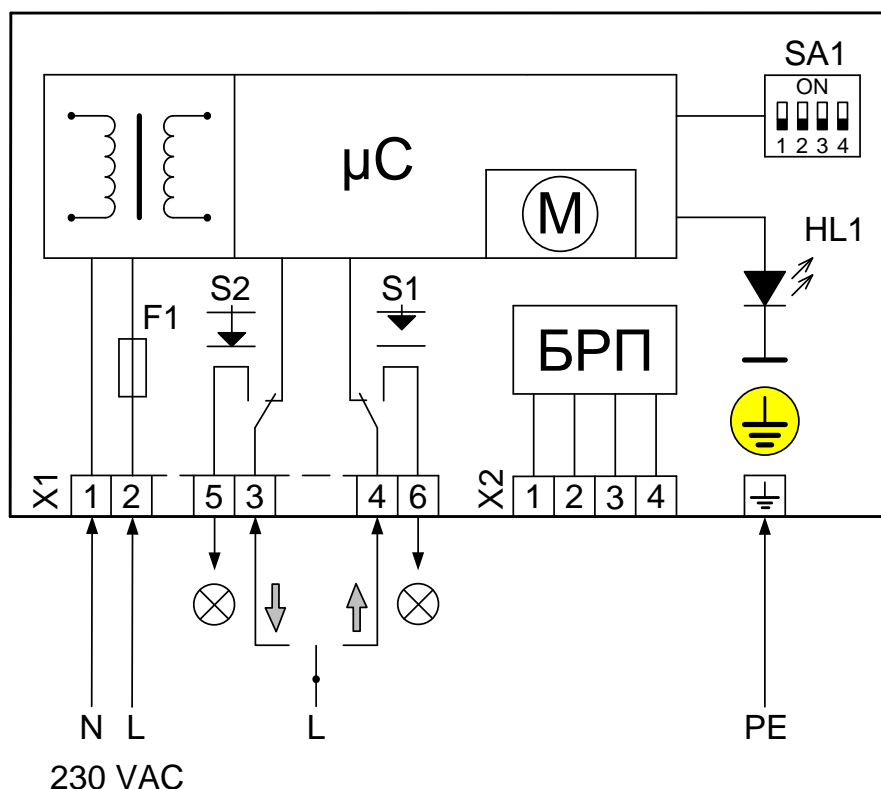 SA1
ON
1 2 3 4
µC
M
HL1
S2
S1
F1
БРП
X1
1 2 5 3 4 6
X2
1 2 3 4
N L
L
PE
230 VAC